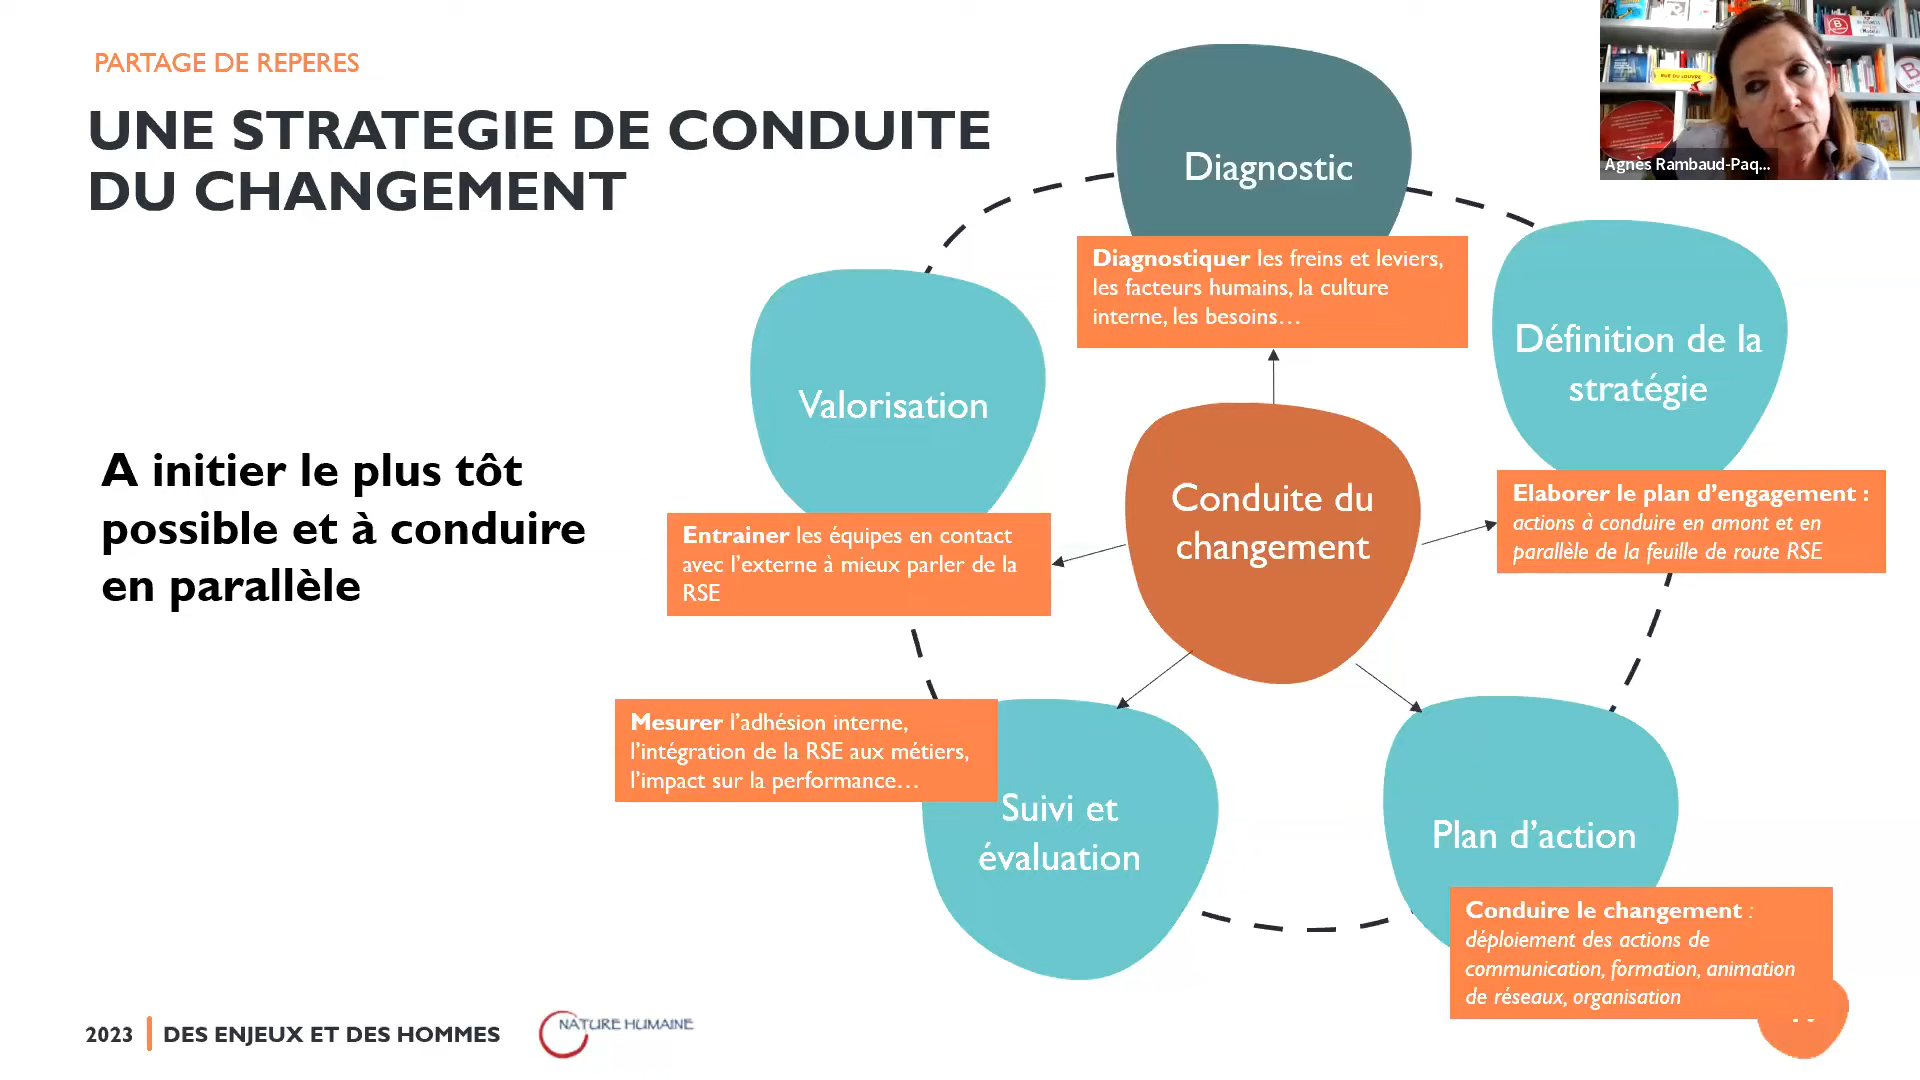 PARTAGE DE REPERES
UNE STRATEGIE DE CONDUITE
DU CHANGEMENT
A initier le plus tôt
possible et à conduire
en parallèle
Diagnostic
Diagnostiquer les freins et leviers,
les facteurs humains, la culture
interne, les besoins…
Définition de la
stratégie
Elaborer le plan d’engagement :
actions à conduire en amont et en
parallèle de la feuille de route RSE
Conduite du
changement
Valorisation
Entrainer les équipes en contact
avec l’externe à mieux parler de la
RSE
Mesurer l’adhésion interne,
l’intégration de la RSE aux métiers,
l’impact sur la performance…
Suivi et
évaluation
Plan d’action
Conduire le changement :
déploiement des actions de
communication, formation, animation
de réseaux, organisation
2023 | DES ENJEUX ET DES HOMMES
NATURE HUMAINE
Agnès Rambaud-Paq...
RUE DU LOUVRE